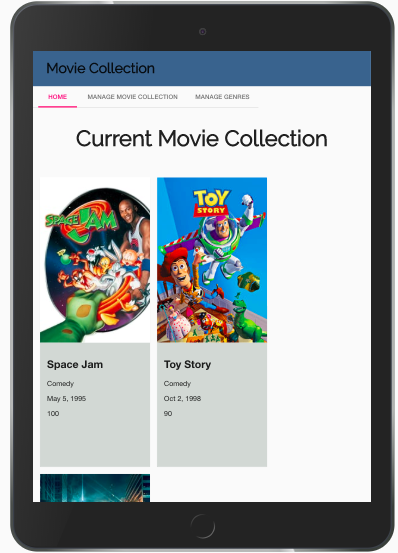 Movie Collection
HOME MANAGE MOVIE COLLECTION MANAGE GENRES
Current Movie Collection
SPACE JAM
TOY
STORY
Space Jam
Comedy
May 5, 1995
100
Toy Story
Comedy
Oct 2, 1998
90